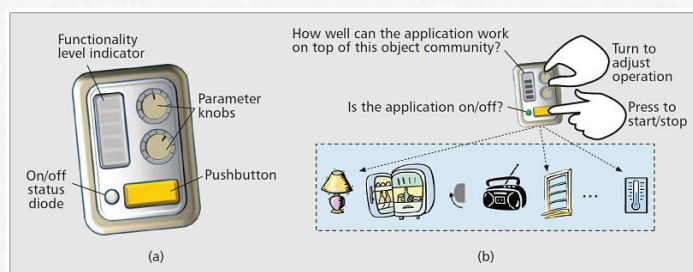 Functionality
level indicator
Parameter
knobs
On/off
status
diode
Pushbutton
(a)
How well can the application work
on top of this object community?
Turn to
adjust
operation
Is the application on/off?
Press to
start/stop
...
(b)